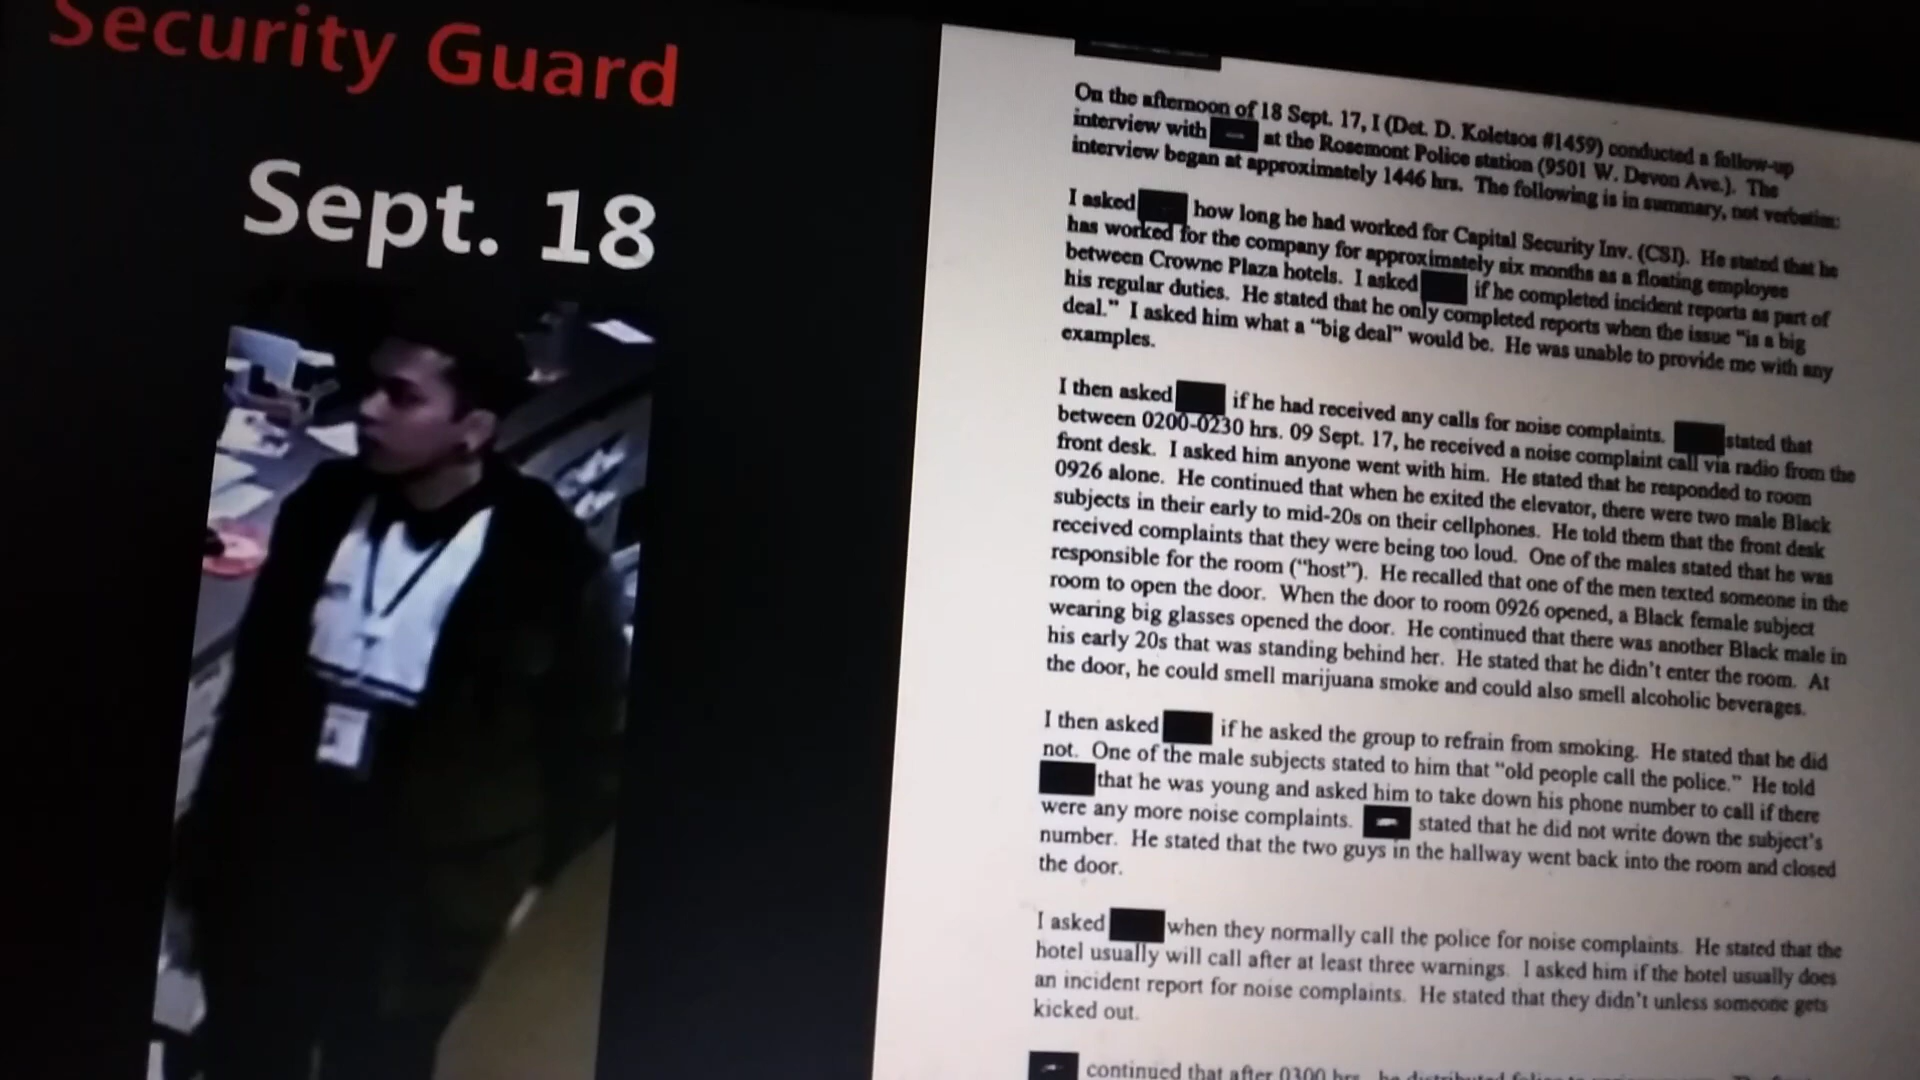 Security Guard
Sept. 18
On the afternoon of 18 Sept. 17, I (Det. D. Koletsos #1459) conducted a follow-up
interview with at the Rosemont Police station (9501 W. Devon Ave.). The
interview began at approximately 1446 hrs. The following is in summary, not verbatim:
I asked how long he had worked for Capital Security Inv. (CSI). He stated that he
has worked for the company for approximately six months as a floating employee
between Crowne Plaza hotels. I asked if he completed incident reports as part of
his regular duties. He stated that he only completed reports when the issue "is a big
deal." I asked him what a "big deal" would be. He was unable to provide me with any
examples.
I then asked if he had received any calls for noise complaints. stated that
between 0200-0230 hrs. 09 Sept. 17, he received a noise complaint call via radio from the
front desk. I asked him anyone went with him. He stated that he responded to room
0926 alone. He continued that when he exited the elevator, there were two male Black
subjects in their early to mid-20s on their cellphones. He told them that the front desk
received complaints that they were being too loud. One of the males stated that he was
responsible for the room ("host"). He recalled that one of the men texted someone in the
room to open the door. When the door to room 0926 opened, a Black female subject
wearing big glasses opened the door. He continued that there was another Black male in
his early 20s that was standing behind her. He stated that he didn't enter the room. At
the door, he could smell marijuana smoke and could also smell alcoholic beverages.
I then asked if he asked the group to refrain from smoking. He stated that he did
not. One of the male subjects stated to him that "old people call the police." He told
that he was young and asked him to take down his phone number to call if there
were any more noise complaints. stated that he did not write down the subject's
number. He stated that the two guys in the hallway went back into the room and closed
the door.
I asked when they normally call the police for noise complaints. He stated that the
hotel usually will call after at least three warnings. I asked him if the hotel usually does
an incident report for noise complaints. He stated that they didn't unless someone gets
kicked out.
continued that after 0300 hrs. he distributed